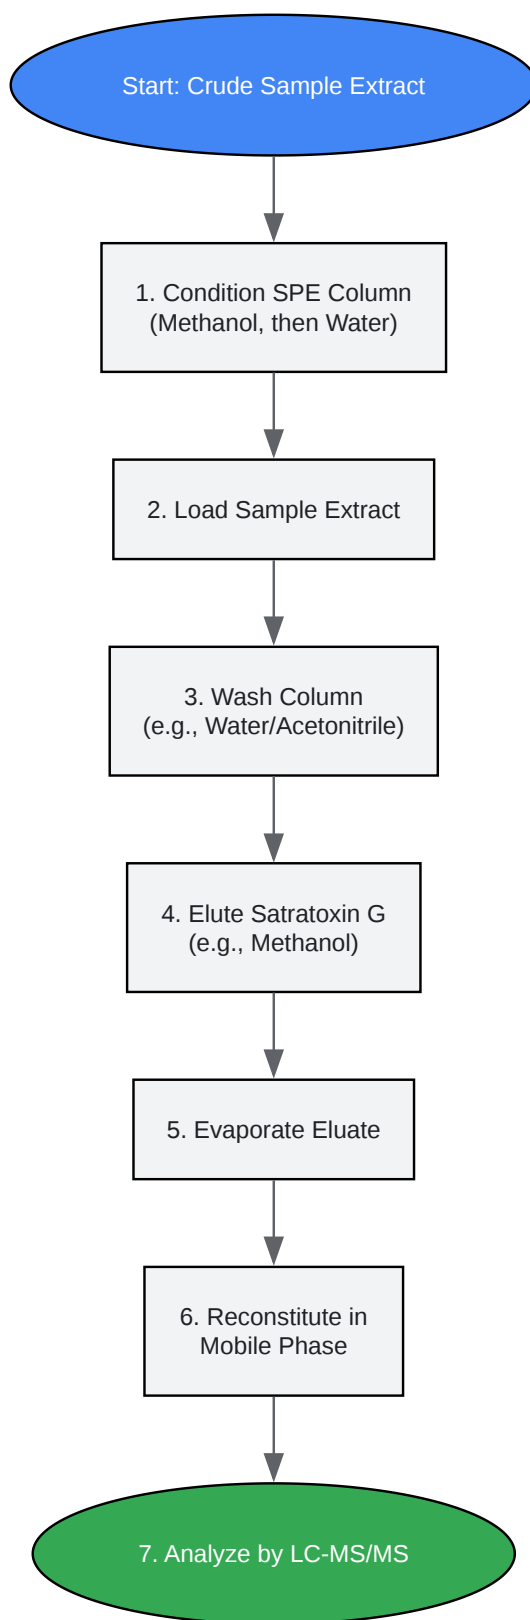 Start: Crude Sample Extract
1. Condition SPE Column
(Methanol, then Water)
2. Load Sample Extract
3. Wash Column
(e.g., Water/Acetonitrile)
4. Elute Satratoxin G
(e.g., Methanol)
5. Evaporate Eluate
6. Reconstitute in
Mobile Phase
7. Analyze by LC-MS/MS